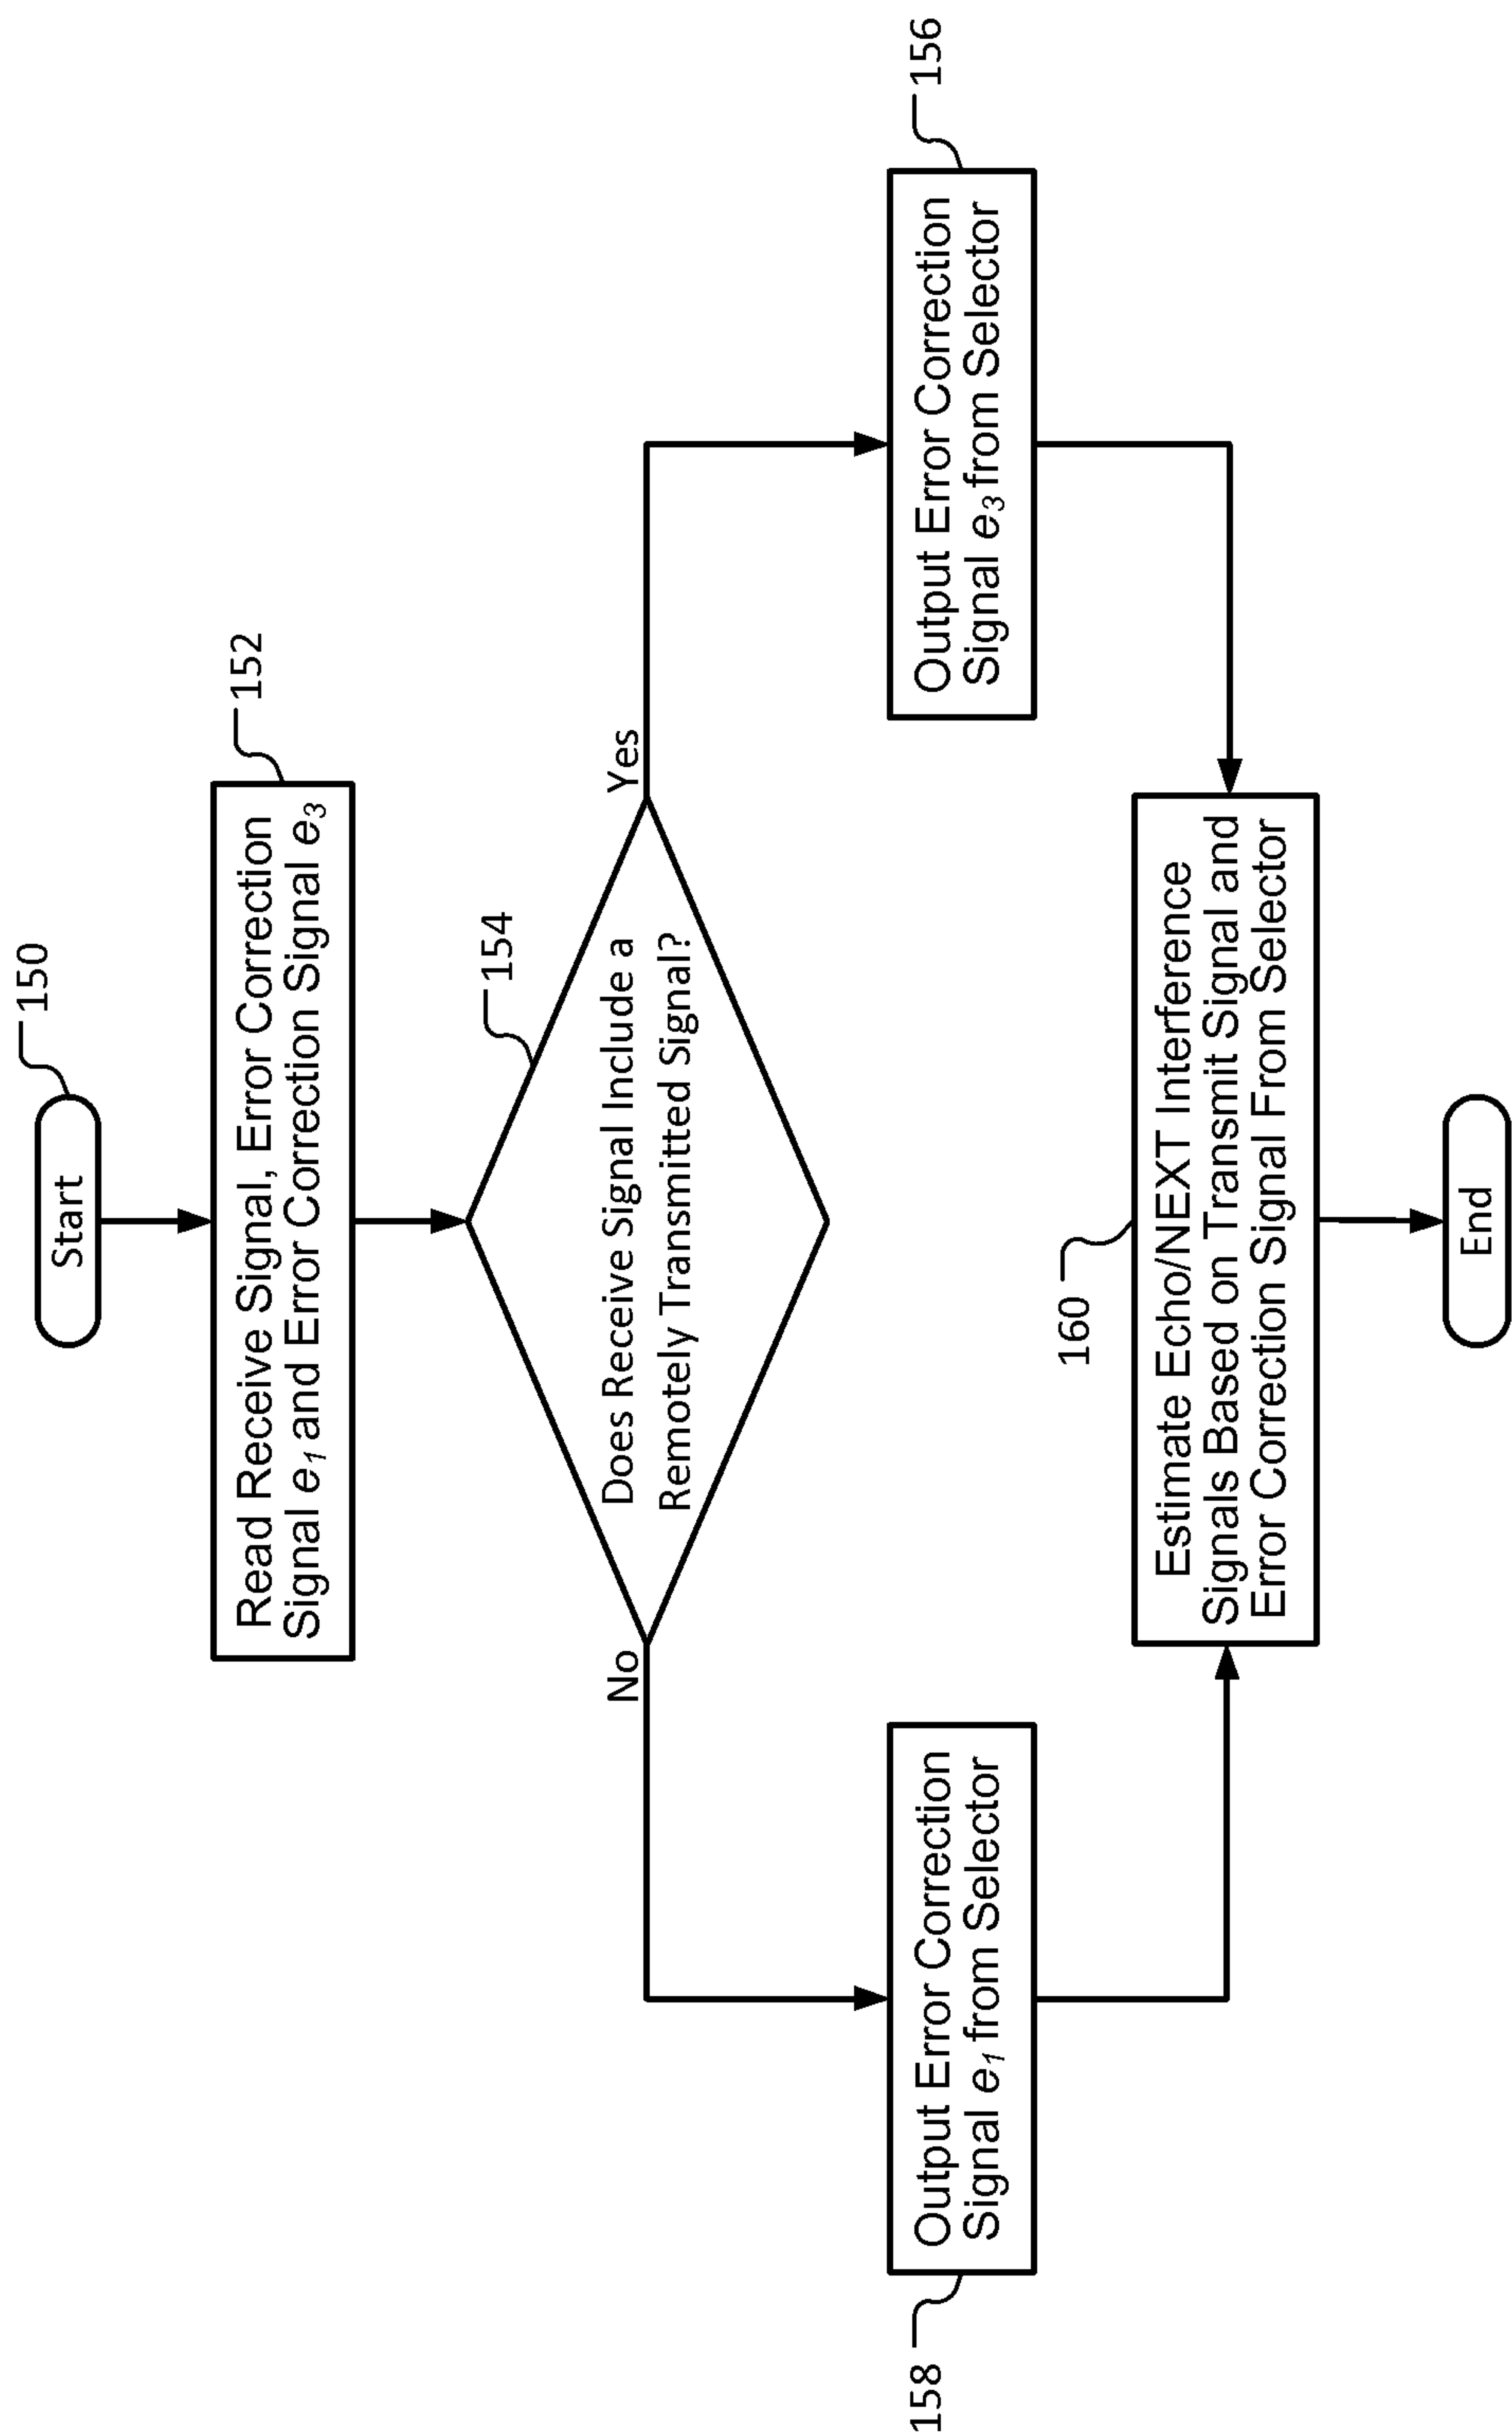 150
Start
152
Read Receive Signal, Error Correction
Signal e1 and Error Correction Signal e3
154
Does Receive Signal Include a
Remotely Transmitted Signal?
No
Yes
158
Output Error Correction
Signal e1 from Selector
156
Output Error Correction
Signal e3 from Selector
160
Estimate Echo/NEXT Interference
Signals Based on Transmit Signal and
Error Correction Signal From Selector
End